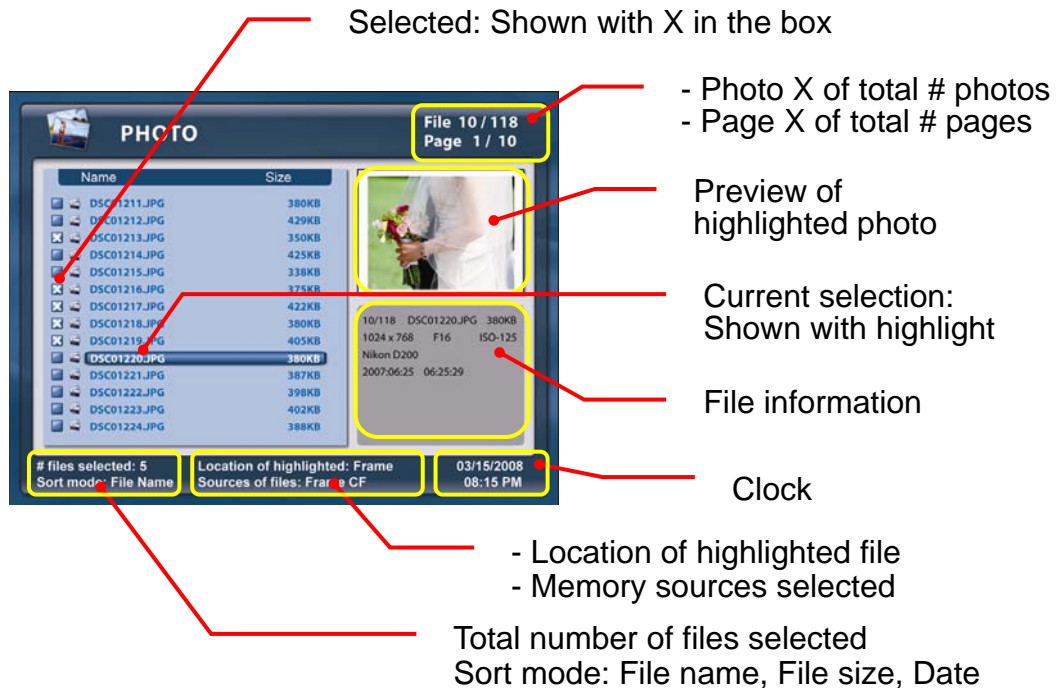 Selected: Shown with X in the box
- Photo X of total # photos
- Page X of total # pages
PHOTO
File 10 / 118
Page 1 / 10
Name Size
DSC01211.JPG 380KB
DSC01212.JPG 429KB
DSC01213.JPG 350KB
DSC01214.JPG 425KB
DSC01215.JPG 338KB
DSC01216.JPG 375KB
DSC01217.JPG 422KB
DSC01218.JPG 380KB
DSC01219.JPG 405KB
DSC01220.JPG 380KB
DSC01221.JPG 387KB
DSC01222.JPG 398KB
DSC01223.JPG 402KB
DSC01224.JPG 388KB
Preview of
highlighted photo
Current selection:
Shown with highlight
10/118 DSC01220.JPG 380KB
1024 x 768 F16 ISO-125
Nikon D200
2007:06:25 06:25:29
File information
# files selected: 5
Sort mode: File Name
Location of highlighted: Frame
Sources of files: Frame CF
03/15/2008
08:15 PM
Clock
- Location of highlighted file
- Memory sources selected
Total number of files selected
Sort mode: File name, File size, Date